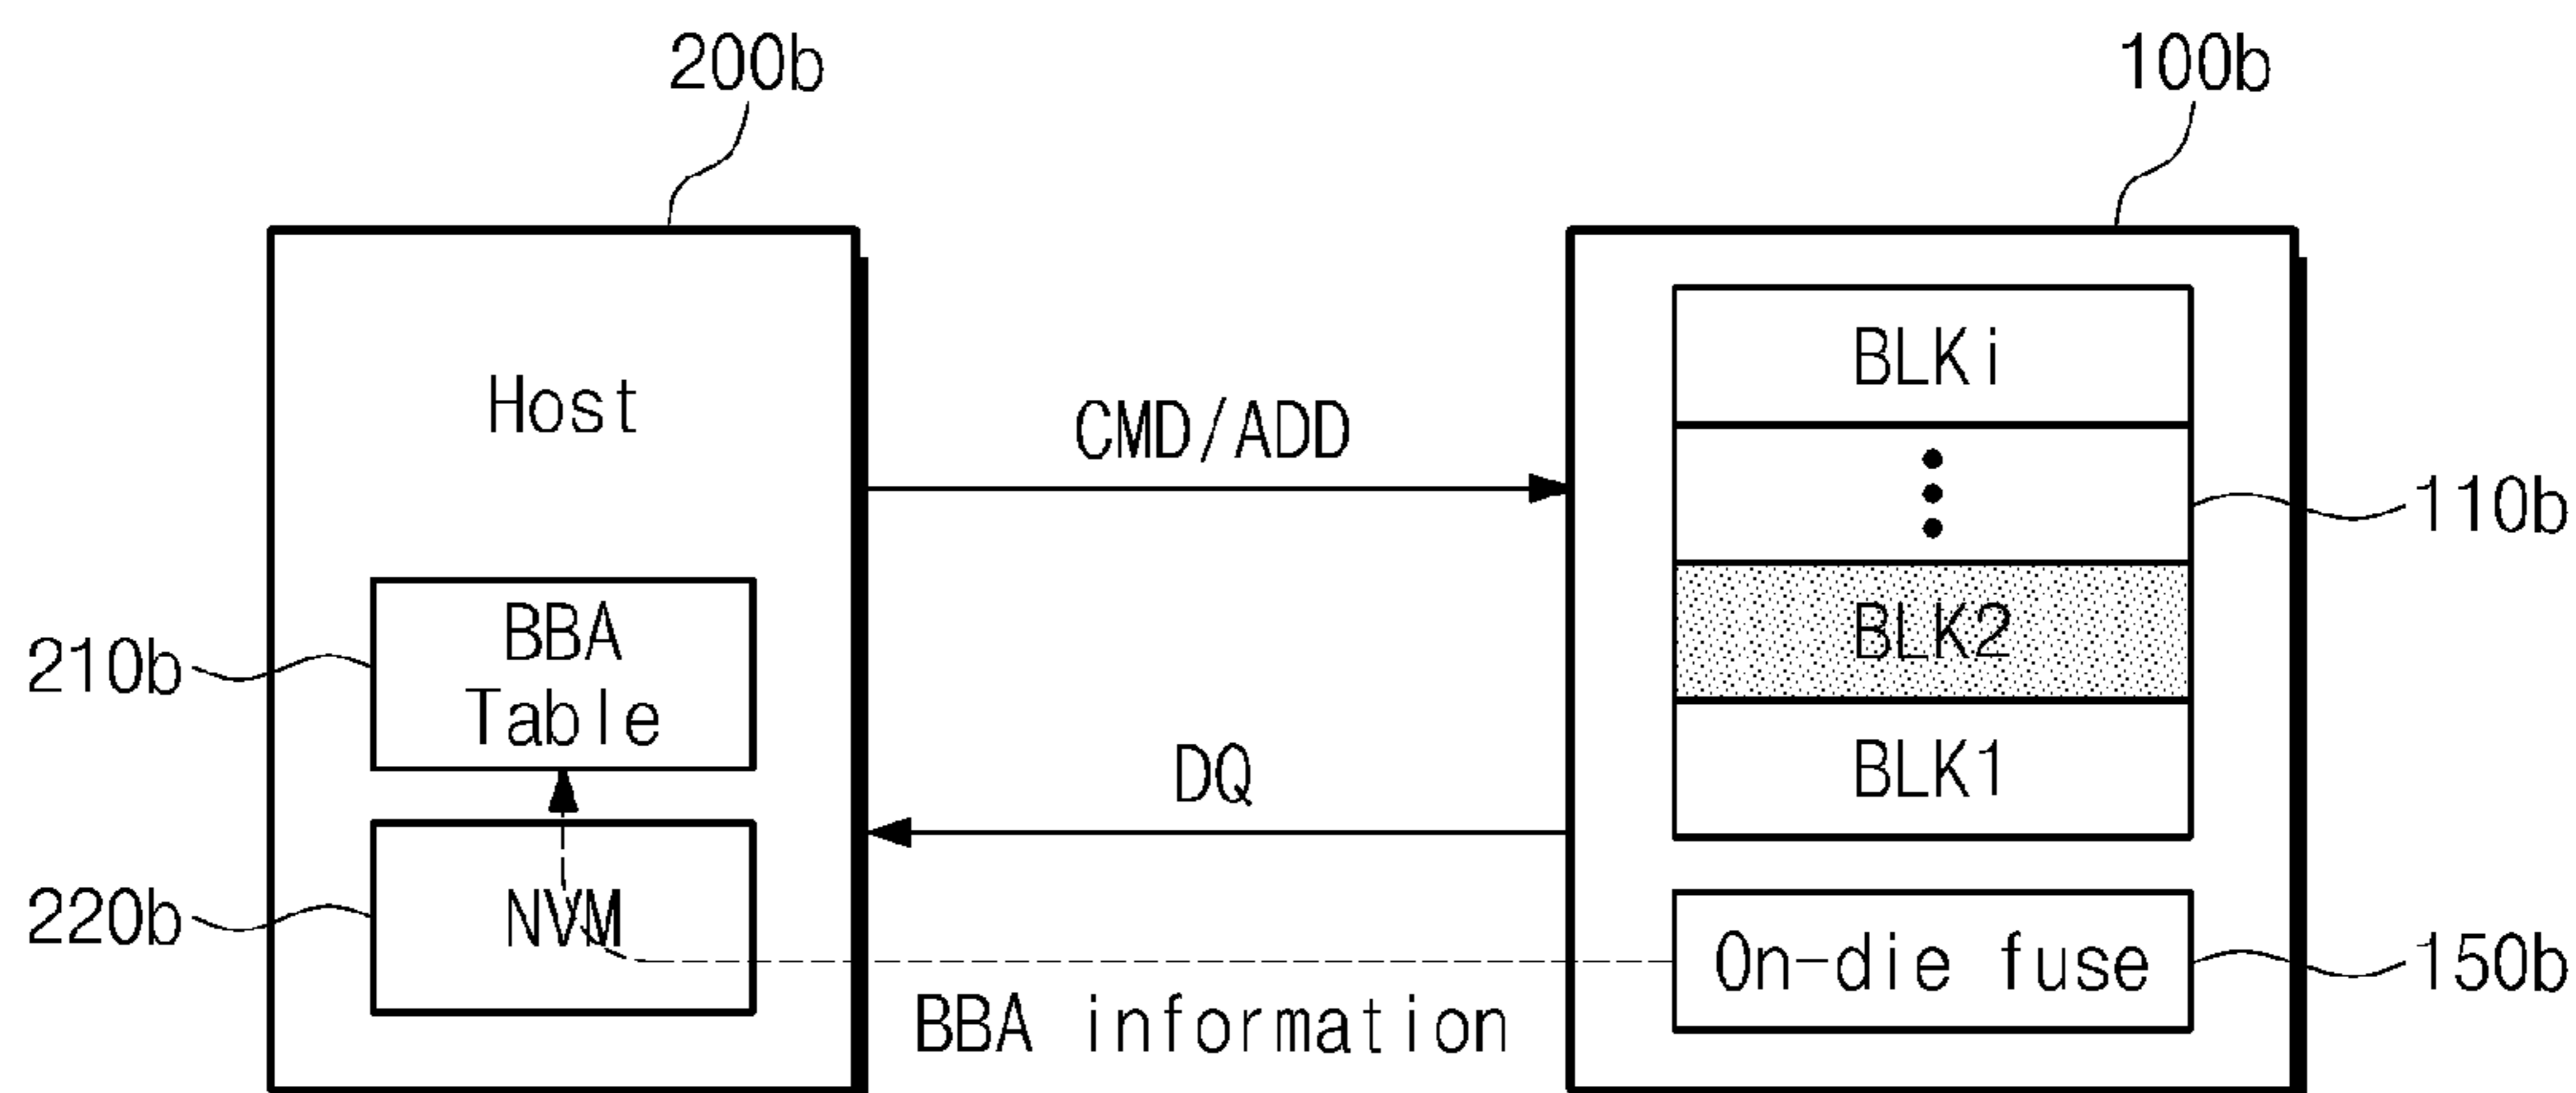 200b
100b
Host
CMD/ADD
BLKi
110b
BBA
Table
210b
BLK2
DQ
BLK1
NVM
220b
On-die fuse
150b
BBA information